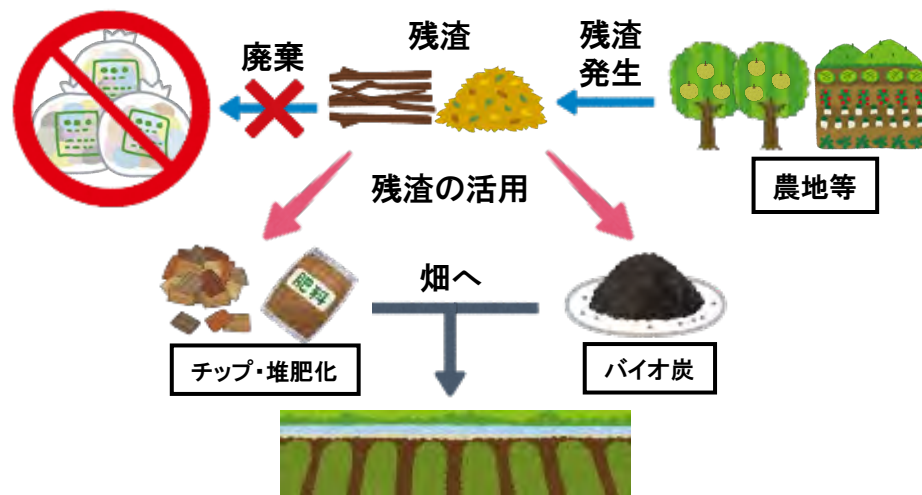 残渣
残渣
発生
廃棄
農地等
残渣の活用
畑へ
肥料
チップ・堆肥化
バイオ炭